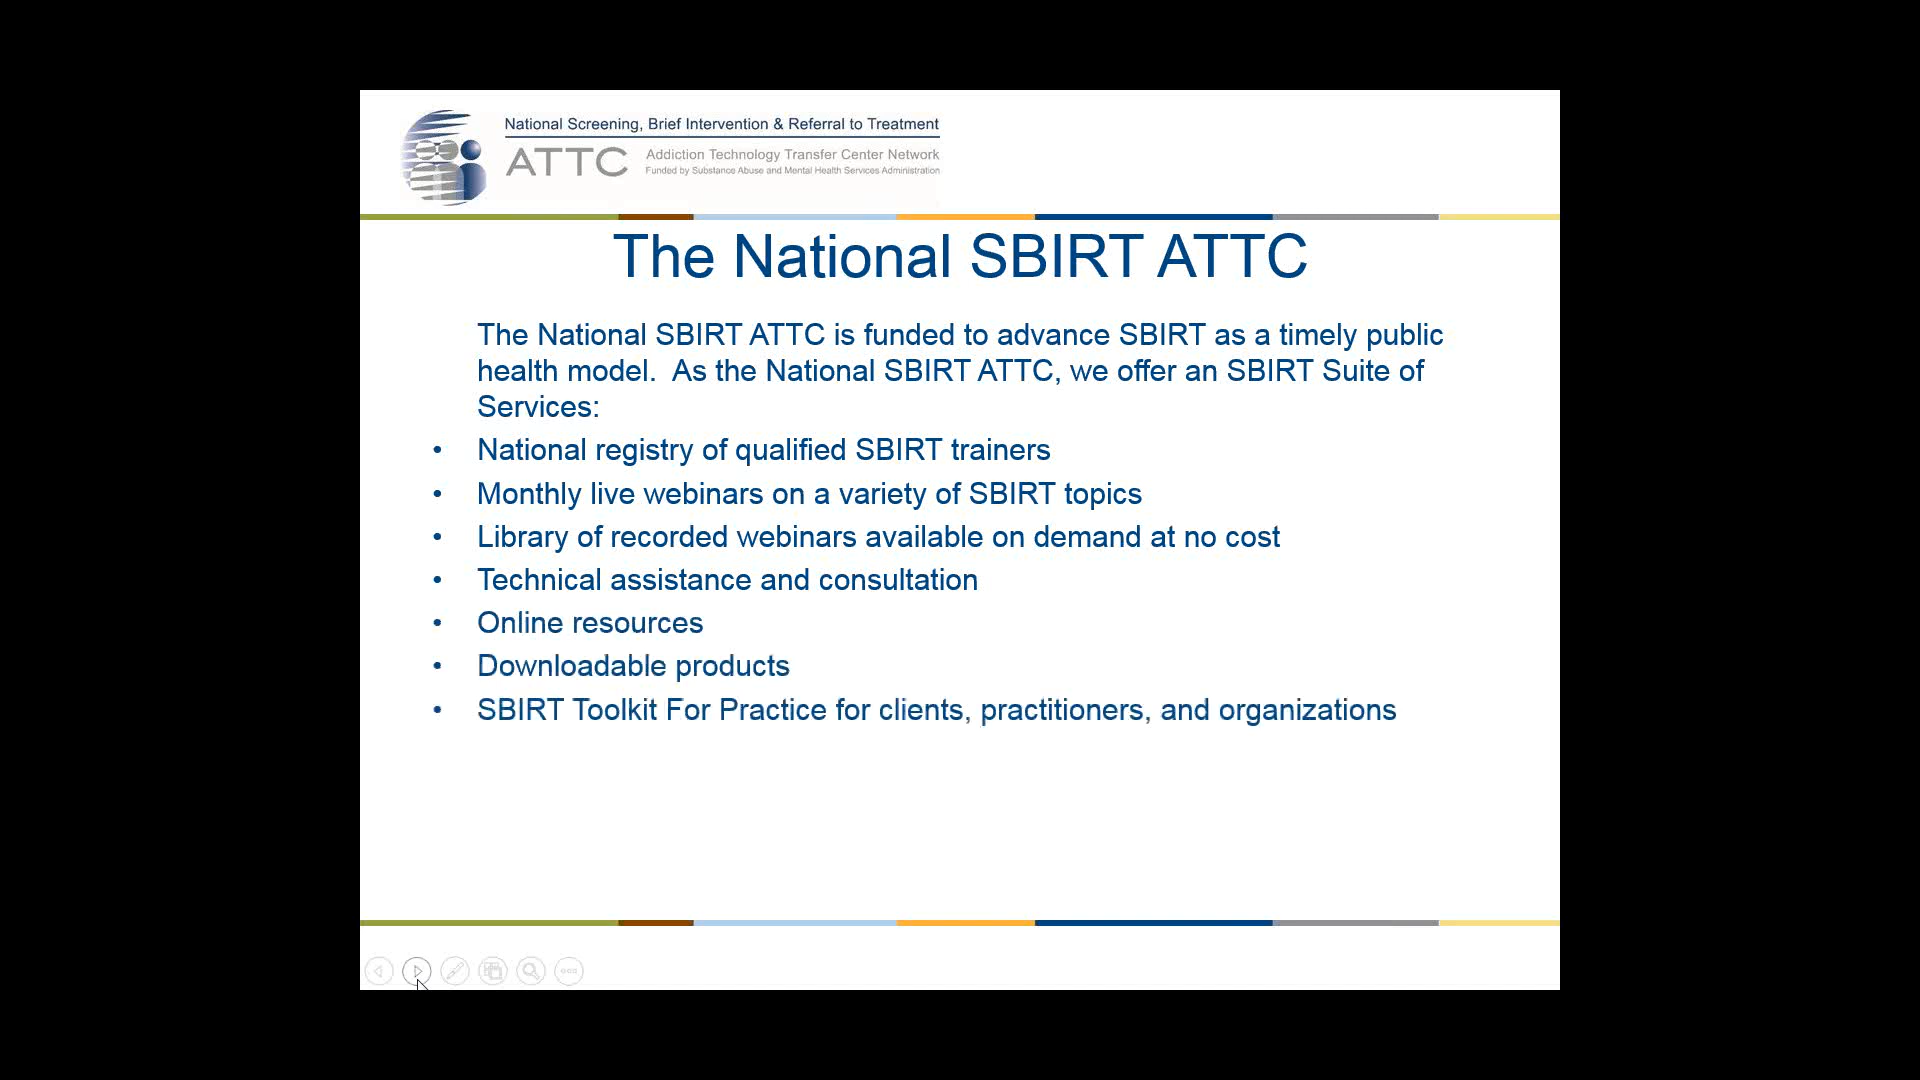 National Screening, Brief Intervention & Referral to Treatment
ATTC
Addiction Technology Transfer Center Network
Funded by Substance Abuse and Mental Health Services Administration
The National SBIRT ATTC
The National SBIRT ATTC is funded to advance SBIRT as a timely public
health model.  As the National SBIRT ATTC, we offer an SBIRT Suite of
Services:
• National registry of qualified SBIRT trainers
• Monthly live webinars on a variety of SBIRT topics
• Library of recorded webinars available on demand at no cost
• Technical assistance and consultation
• Online resources
• Downloadable products
• SBIRT Toolkit For Practice for clients, practitioners, and organizations